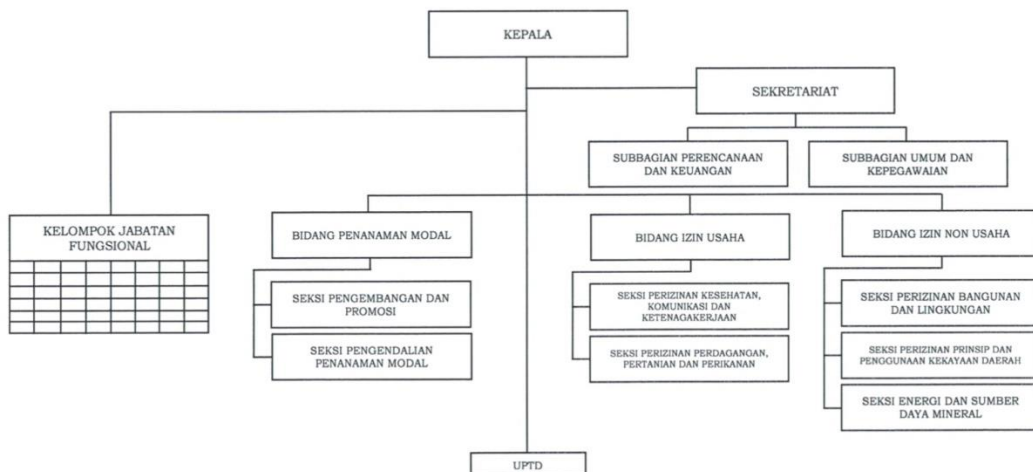 KEPALA
SEKRETARIAT
SUBBAGIAN PERENCANAAN
DAN KEUANGAN
SUBBAGIAN UMUM DAN
KEPEGAWAIAN
KELOMPOK JABATAN
FUNGSIONAL
BIDANG PENANAMAN MODAL
BIDANG IZIN USAHA
BIDANG IZIN NON USAHA
SEKSI PENGEMBANGAN DAN
PROMOSI
SEKSI PENGENDALIAN
PENANAMAN MODAL
SEKSI PERIZINAN KESEHATAN,
KOMUNIKASI DAN
KETENAGAKERJAAN
SEKSI PERIZINAN PERDAGANGAN,
PERTANIAN DAN PERIKANAN
SEKSI PERIZINAN BANGUNAN
DAN LINGKUNGAN
SEKSI PERIZINAN PRINSIP DAN
PENGGUNAAN KEKAYAAN DAERAH
SEKSI ENERGI DAN SUMBER
DAYA MINERAL
UPTD